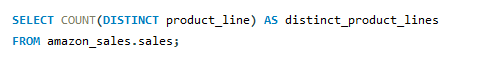 SELECT COUNT(DISTINCT product_line) AS distinct_product_lines
FROM amazon_sales.sales;